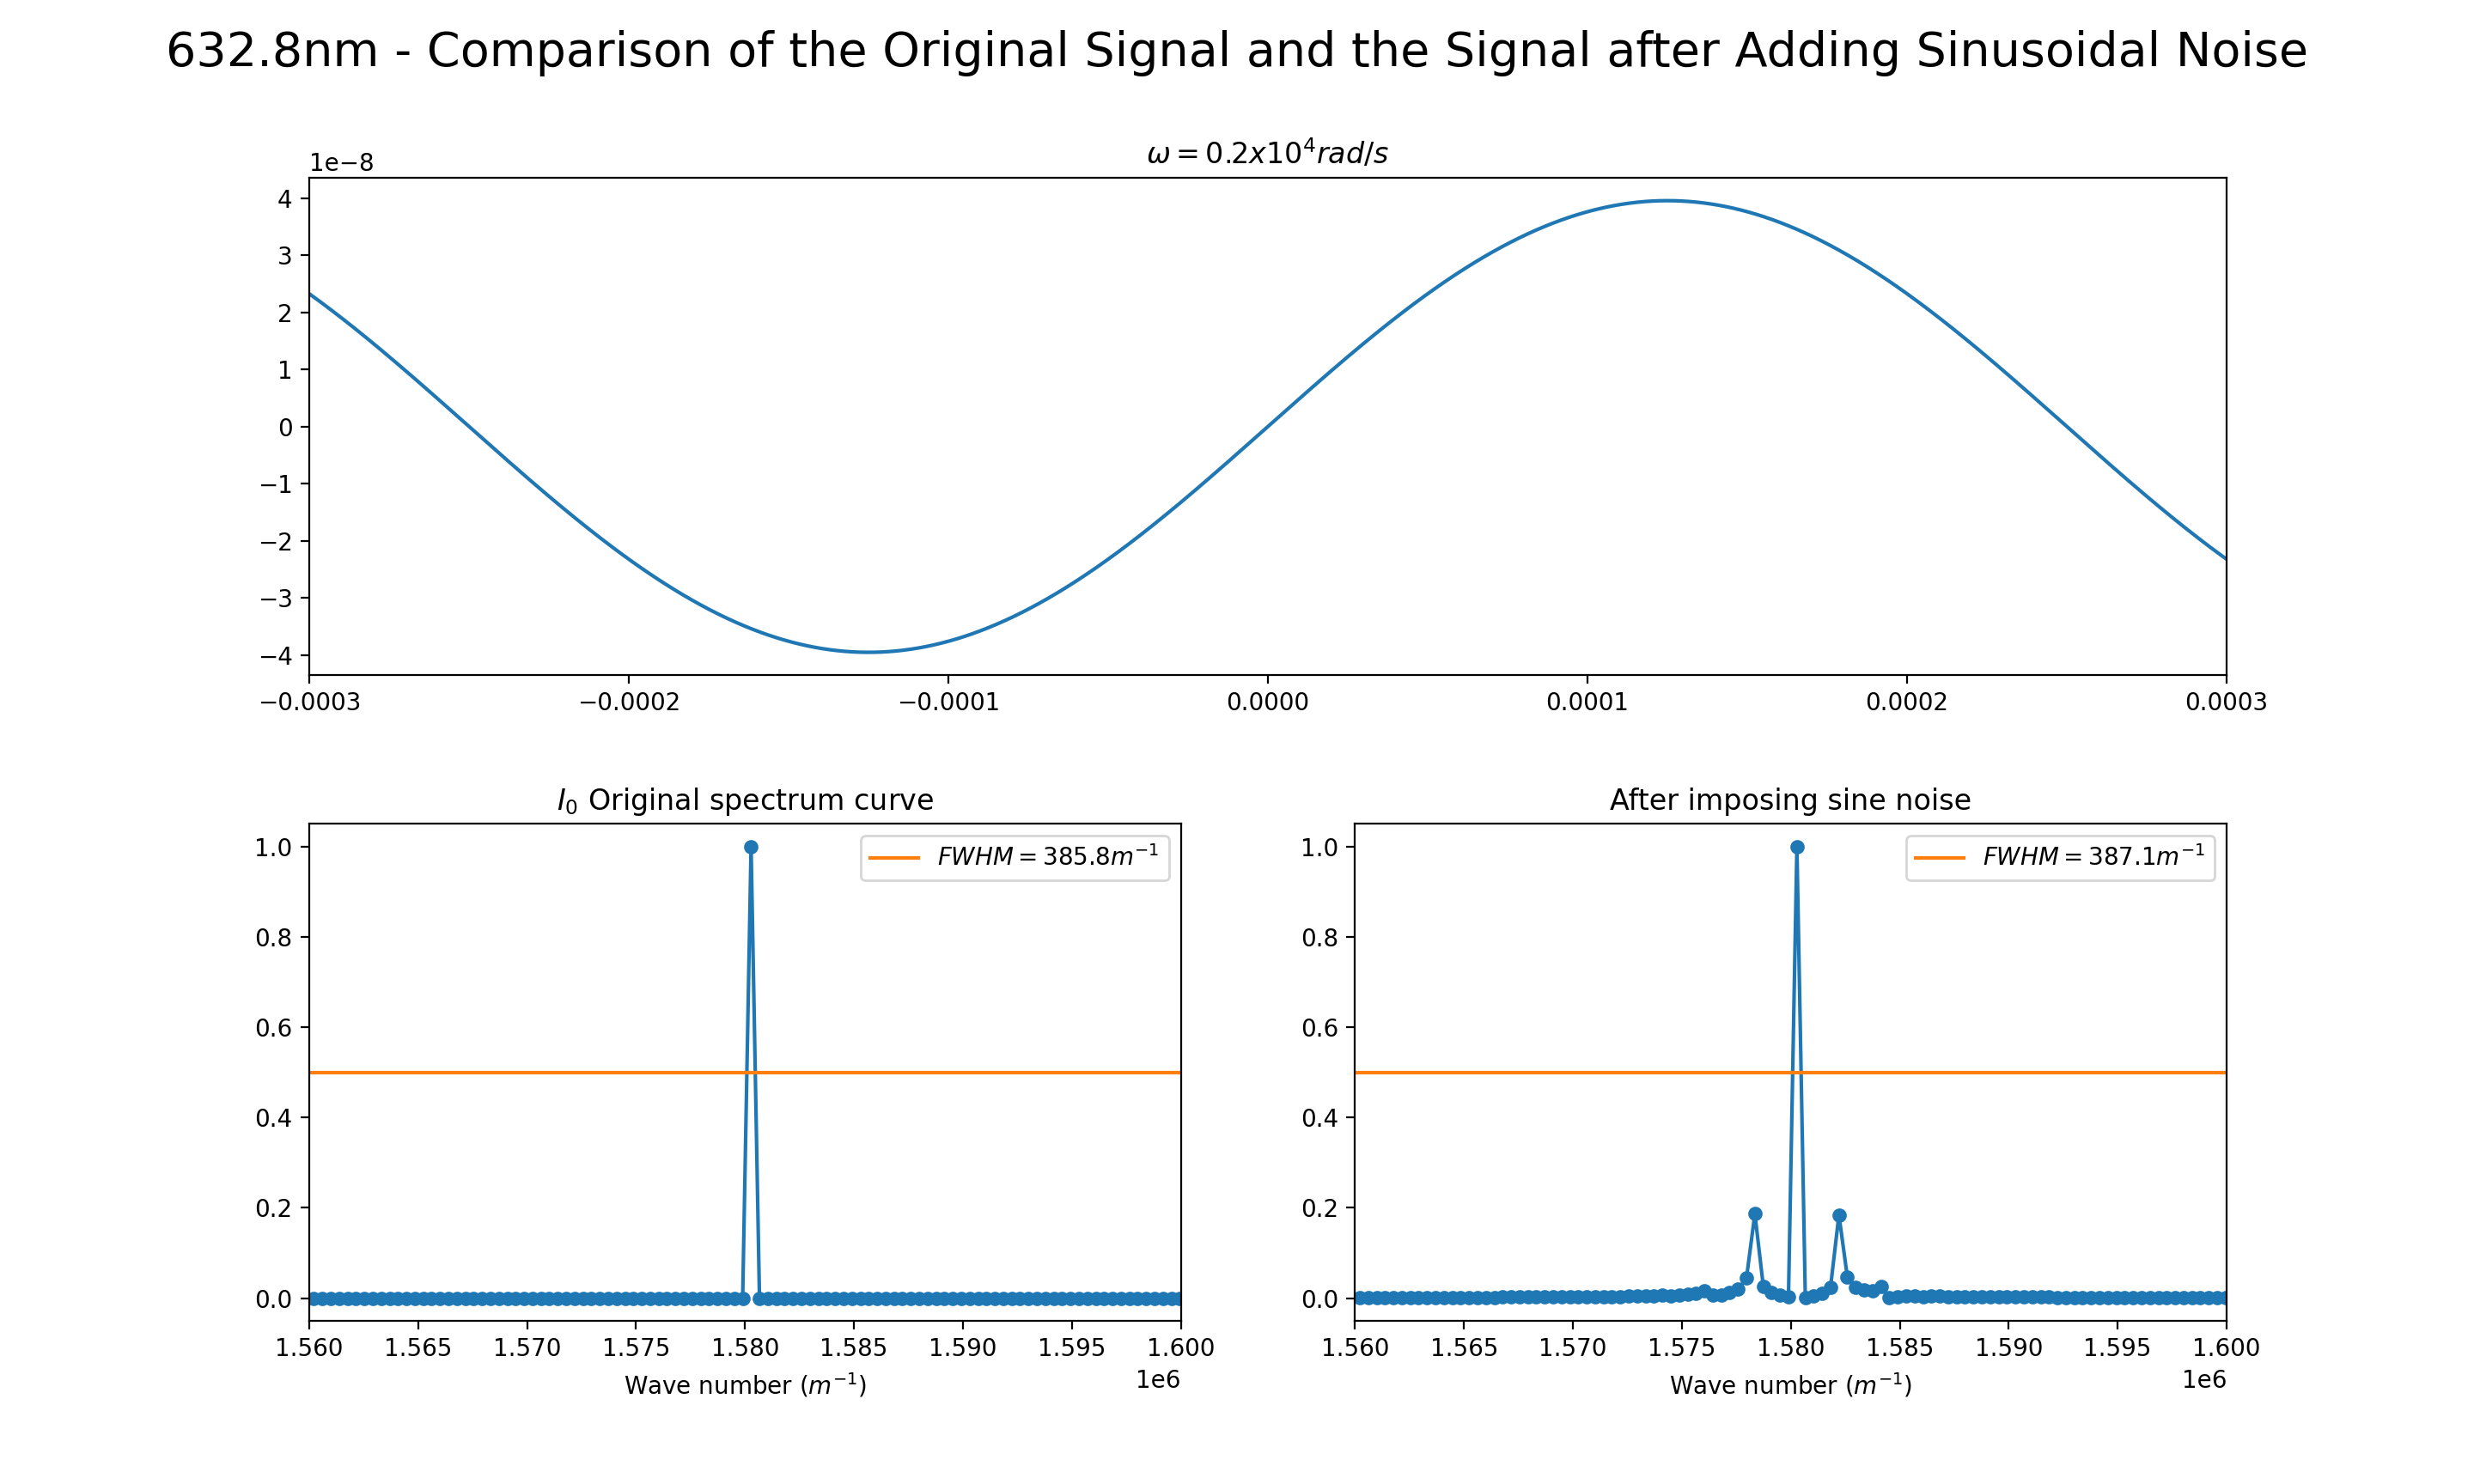 632.8nm - Comparison of the Original Signal and the Signal after Adding Sinusoidal Noise
ω = 0.2x10⁴rad/s
1e−8
4
3
2
1
0
−1
−2
−3
−4
−0.0003 −0.0002 −0.0001 0.0000 0.0001 0.0002 0.0003
I₀ Original spectrum curve
FWHM = 385.8m⁻¹
1.0
0.8
0.6
0.4
0.2
0.0
1.560 1.565 1.570 1.575 1.580 1.585 1.590 1.595 1.600
Wave number (m⁻¹)
1e6
After imposing sine noise
FWHM = 387.1m⁻¹
1.0
0.8
0.6
0.4
0.2
0.0
1.560 1.565 1.570 1.575 1.580 1.585 1.590 1.595 1.600
Wave number (m⁻¹)
1e6